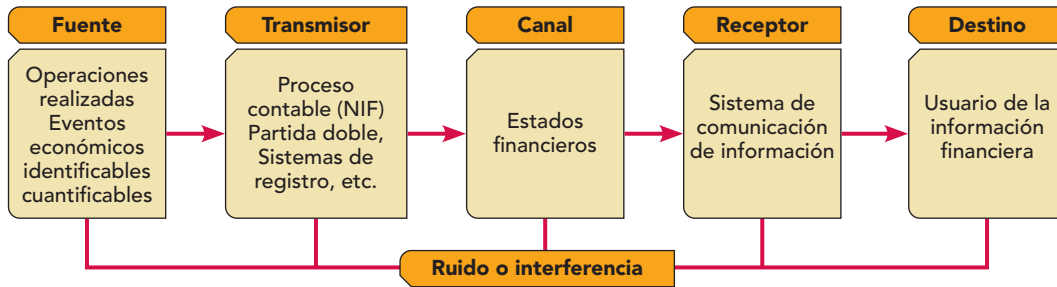 Fuente
Operaciones
realizadas
Eventos
económicos
identificables
cuantificables
Transmisor
Proceso
contable (NIF)
Partida doble,
Sistemas de
registro, etc.
Canal
Estados
financieros
Receptor
Sistema de
comunicación
de información
Destino
Usuario de la
información
financiera
Ruido o interferencia